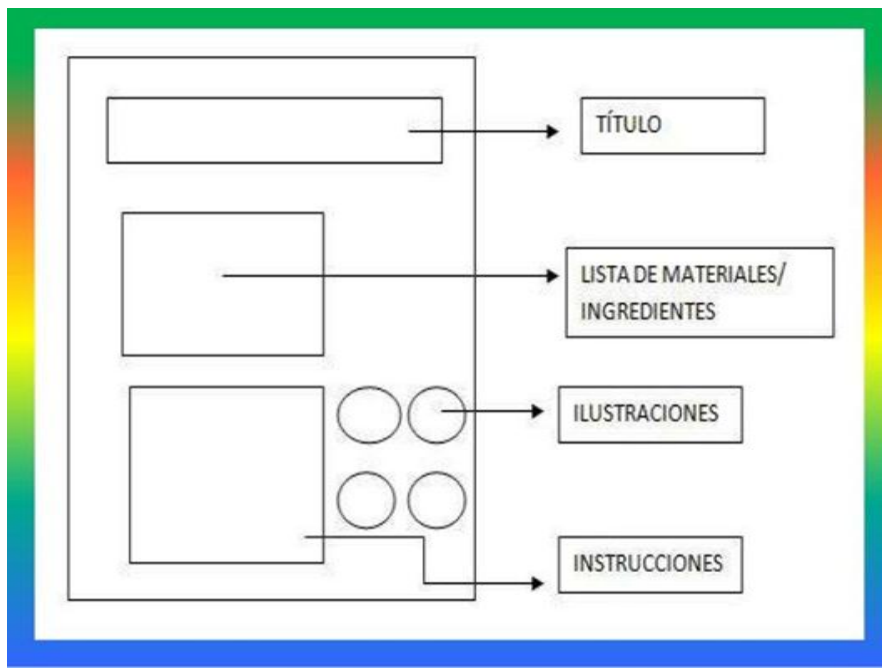 TÍTULO
LISTA DE MATERIALES/
INGREDIENTES
ILUSTRACIONES
INSTRUCCIONES